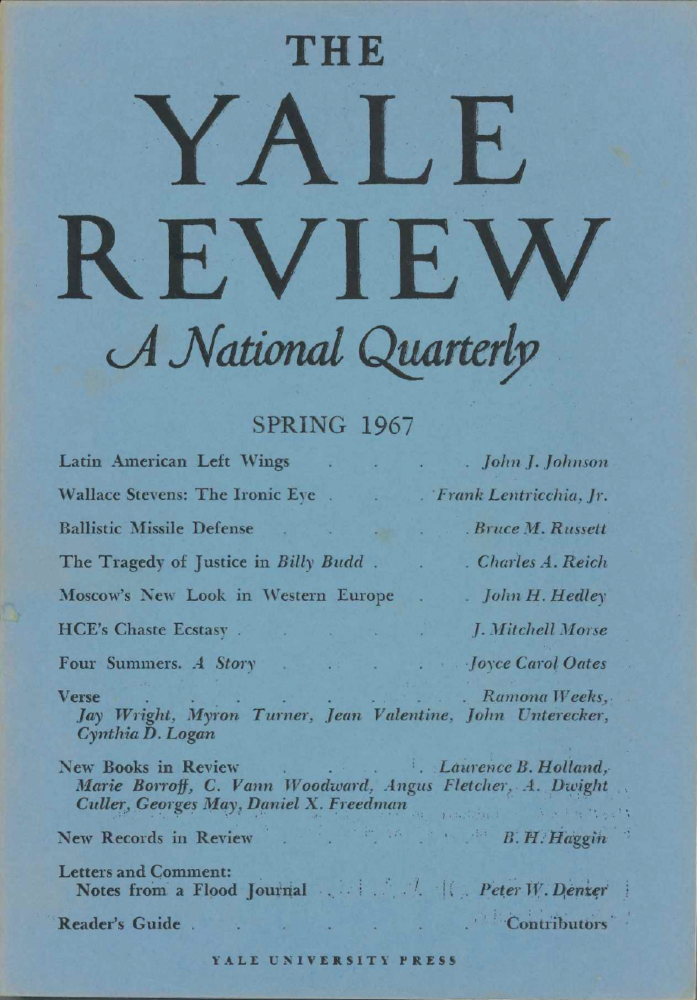 THE
YALE
REVIEW
A National Quarterly
SPRING 1967
Latin American Left Wings . . . . John J. Johnson
Wallace Stevens: The Ironic Eye . . . Frank Lentricchia, Jr.
Ballistic Missile Defense . . . . Bruce M. Russett
The Tragedy of Justice in Billy Budd . . . Charles A. Reich
Moscow's New Look in Western Europe . . John H. Hedley
HCE's Chaste Ecstasy . . . . J. Mitchell Morse
Four Summers. A Story . . . . Joyce Carol Oates
Verse . . . . . . . . Ramona Weeks,
Jay Wright, Myron Turner, Jean Valentine, John Unterecker,
Cynthia D. Logan
New Books in Review . . . . Laurence B. Holland,
Marie Borroff, C. Vann Woodward, Angus Fletcher, A. Dwight
Culler, Georges May, Daniel X. Freedman
New Records in Review . . . . B. H. Haggin
Letters and Comment:
Notes from a Flood Journal . . . . Peter W. Denzer
Reader's Guide . . . . . . . Contributors
YALE UNIVERSITY PRESS